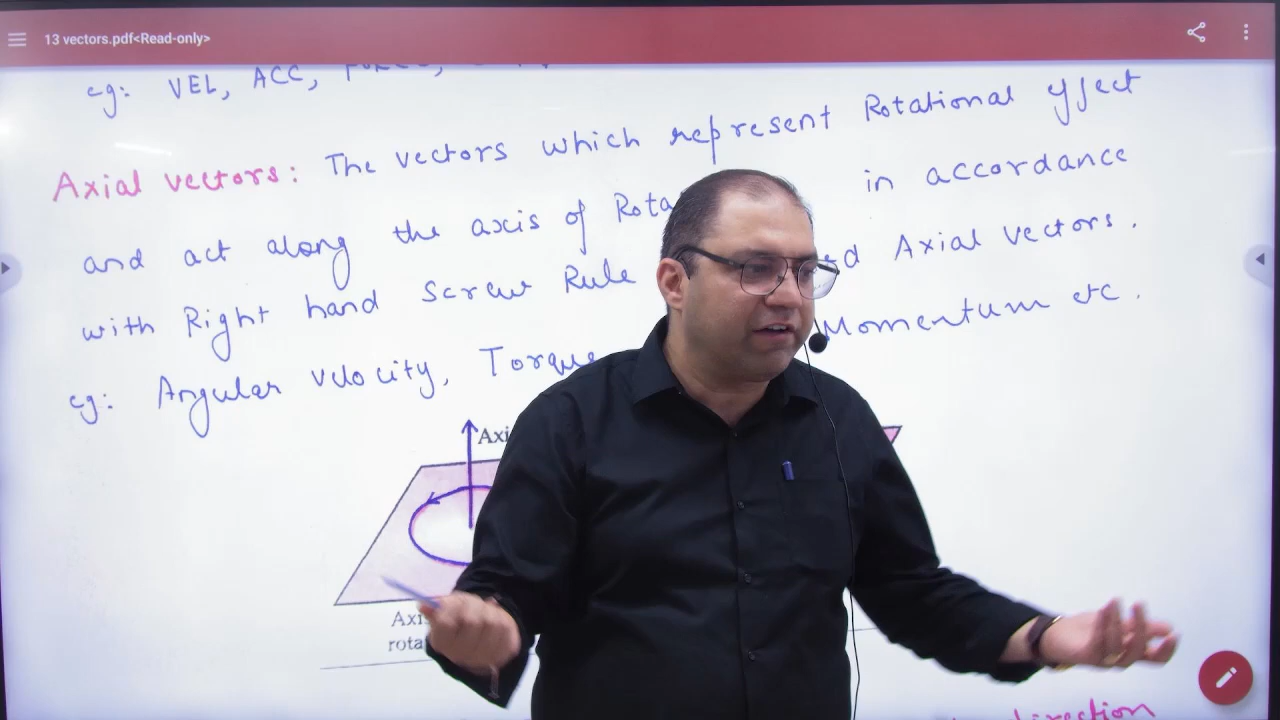 13 vectors.pdf<Read-only>
eg: VEL, ACC,
Axial vectors: The vectors which represent Rotational effect
and act along the axis of Rota in accordance
with Right hand Screw Rule d Axial vectors.
eg: Angular velocity, Torque Momentum etc.
Axi
Axi
rota
direction